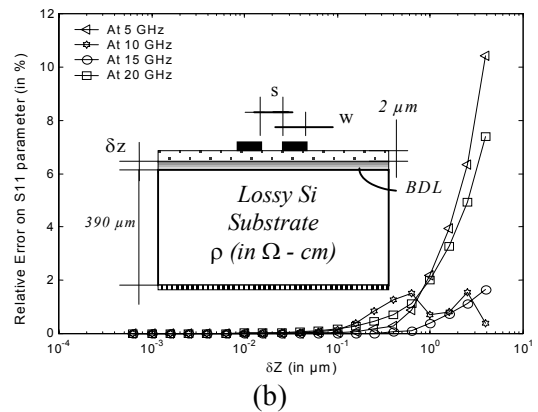 12
10
8
6
4
2
0
Relative Error on S11 parameter (in %)
At 5 GHz
At 10 GHz
At 15 GHz
At 20 GHz
s
w
2 µm
δz
BDL
390 µm
Lossy Si
Substrate
ρ (in Ω - cm)
10⁻⁴ 10⁻³ 10⁻² 10⁻¹ 10⁰ 10¹
δZ (in µm)
(b)